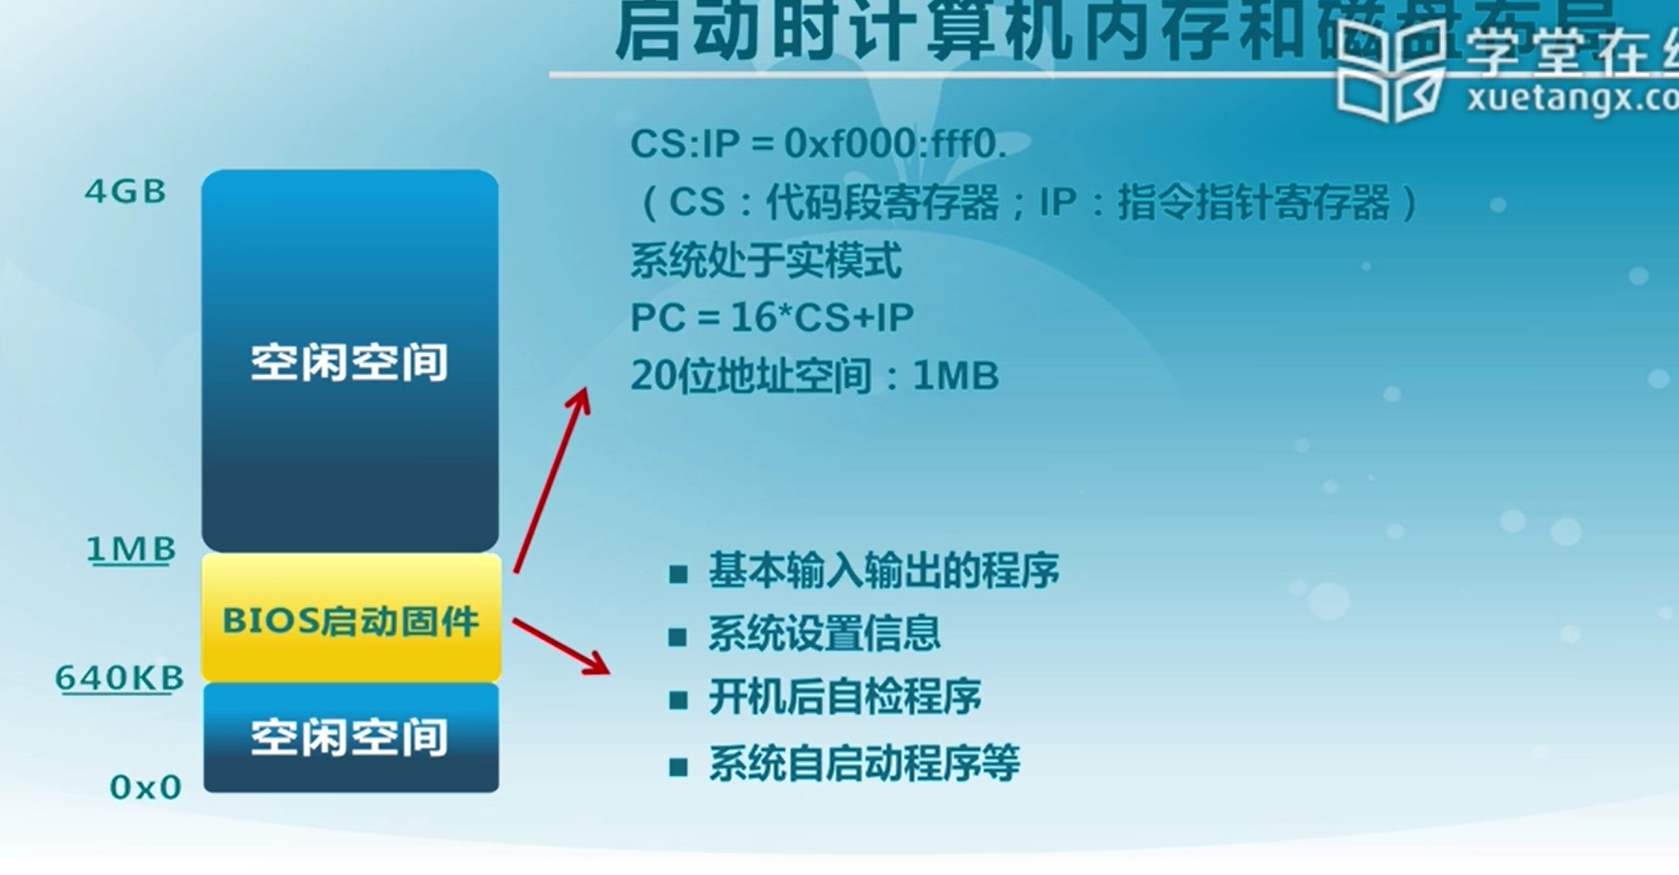 启动时计算机内存和磁盘布局
学堂在线
xuetangx.co
CS:IP = 0xf000:fff0.
（CS：代码段寄存器；IP：指令指针寄存器）
系统处于实模式
PC = 16*CS+IP
20位地址空间：1MB
4GB
空闲空间
1MB
BIOS启动固件
640KB
空闲空间
0x0
■ 基本输入输出的程序
■ 系统设置信息
■ 开机后自检程序
■ 系统自启动程序等